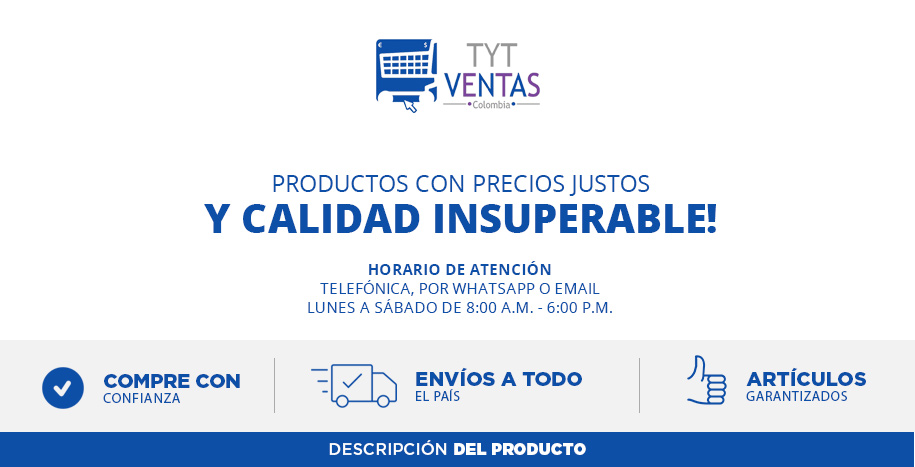 € $
TYT
VENTAS
Colombia
PRODUCTOS CON PRECIOS JUSTOS
Y CALIDAD INSUPERABLE!
HORARIO DE ATENCIÓN
TELEFÓNICA, POR WHATSAPP O EMAIL
LUNES A SÁBADO DE 8:00 A.M. - 6:00 P.M.
COMPRE CON
CONFIANZA
ENVÍOS A TODO
EL PAÍS
ARTÍCULOS
GARANTIZADOS
DESCRIPCIÓN DEL PRODUCTO